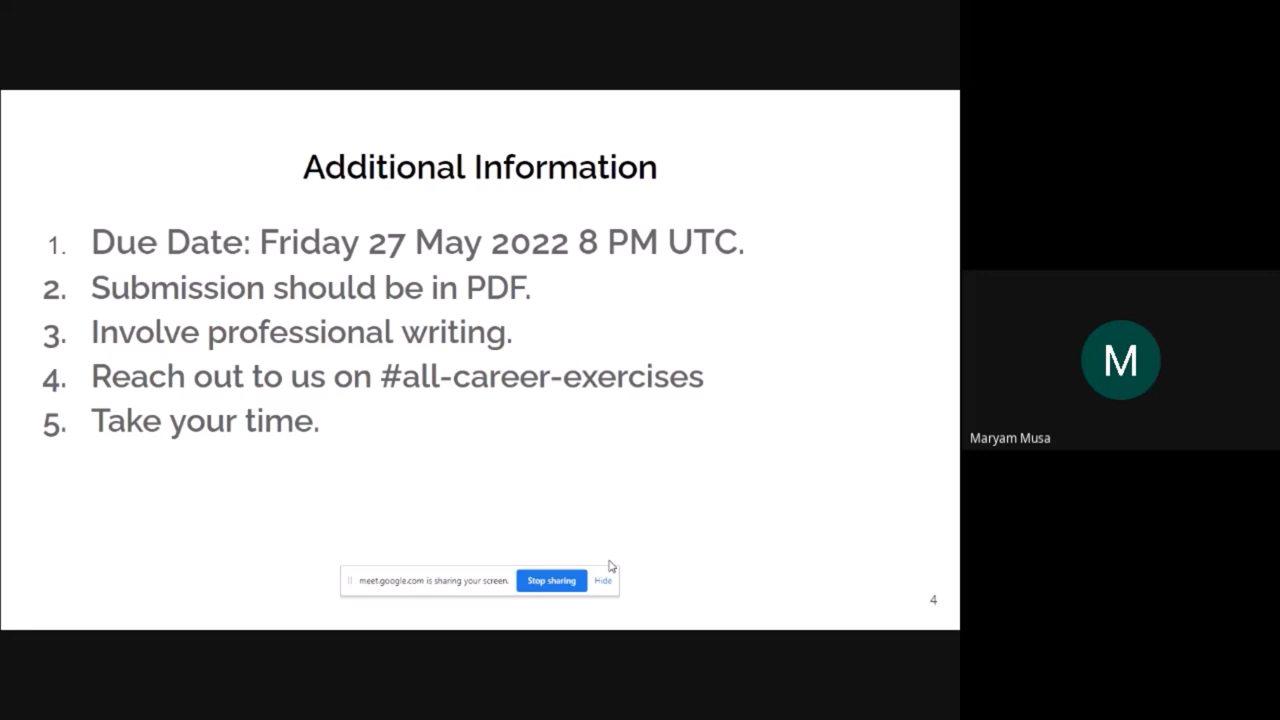 Additional Information
1. Due Date: Friday 27 May 2022 8 PM UTC.
2. Submission should be in PDF.
3. Involve professional writing.
4. Reach out to us on #all-career-exercises
5. Take your time.
meet.google.com is sharing your screen. Stop sharing Hide
4
M
Maryam Musa